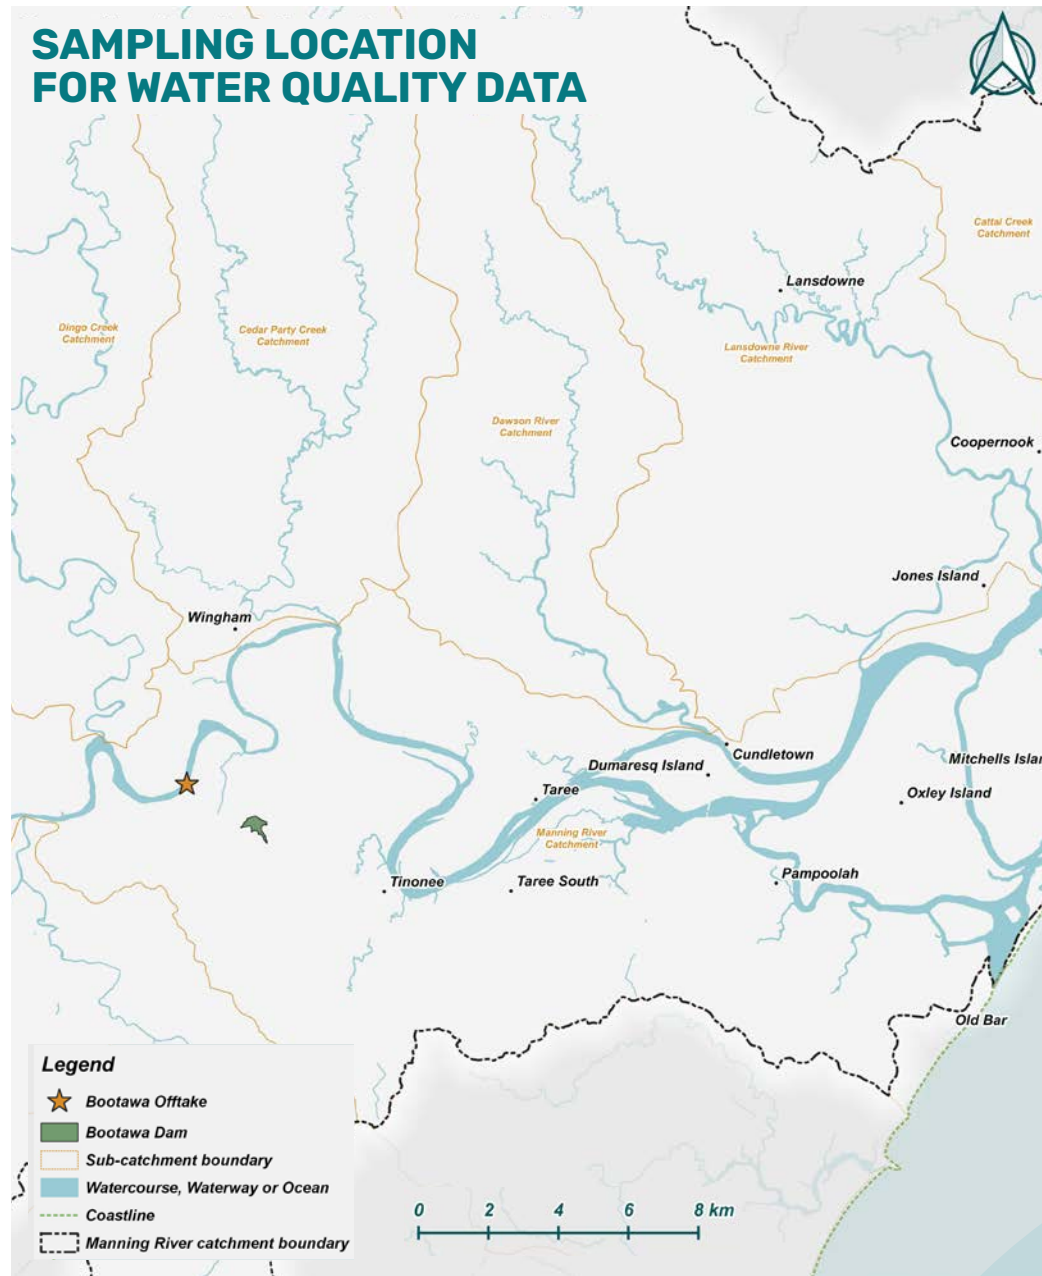 SAMPLING LOCATION
FOR WATER QUALITY DATA
Cattai Creek
Catchment
Lansdowne
Dingo Creek
Catchment
Cedar Party Creek
Catchment
Lansdowne River
Catchment
Dawson River
Catchment
Coopernook
Jones Island
Wingham
Cundletown
Dumaresq Island
Mitchells Islan
Taree
Oxley Island
Manning River
Catchment
Pampoolah
Tinonee
Taree South
Old Bar
Legend
Bootawa Offtake
Bootawa Dam
Sub-catchment boundary
Watercourse, Waterway or Ocean
Coastline
Manning River catchment boundary
0 2 4 6 8 km